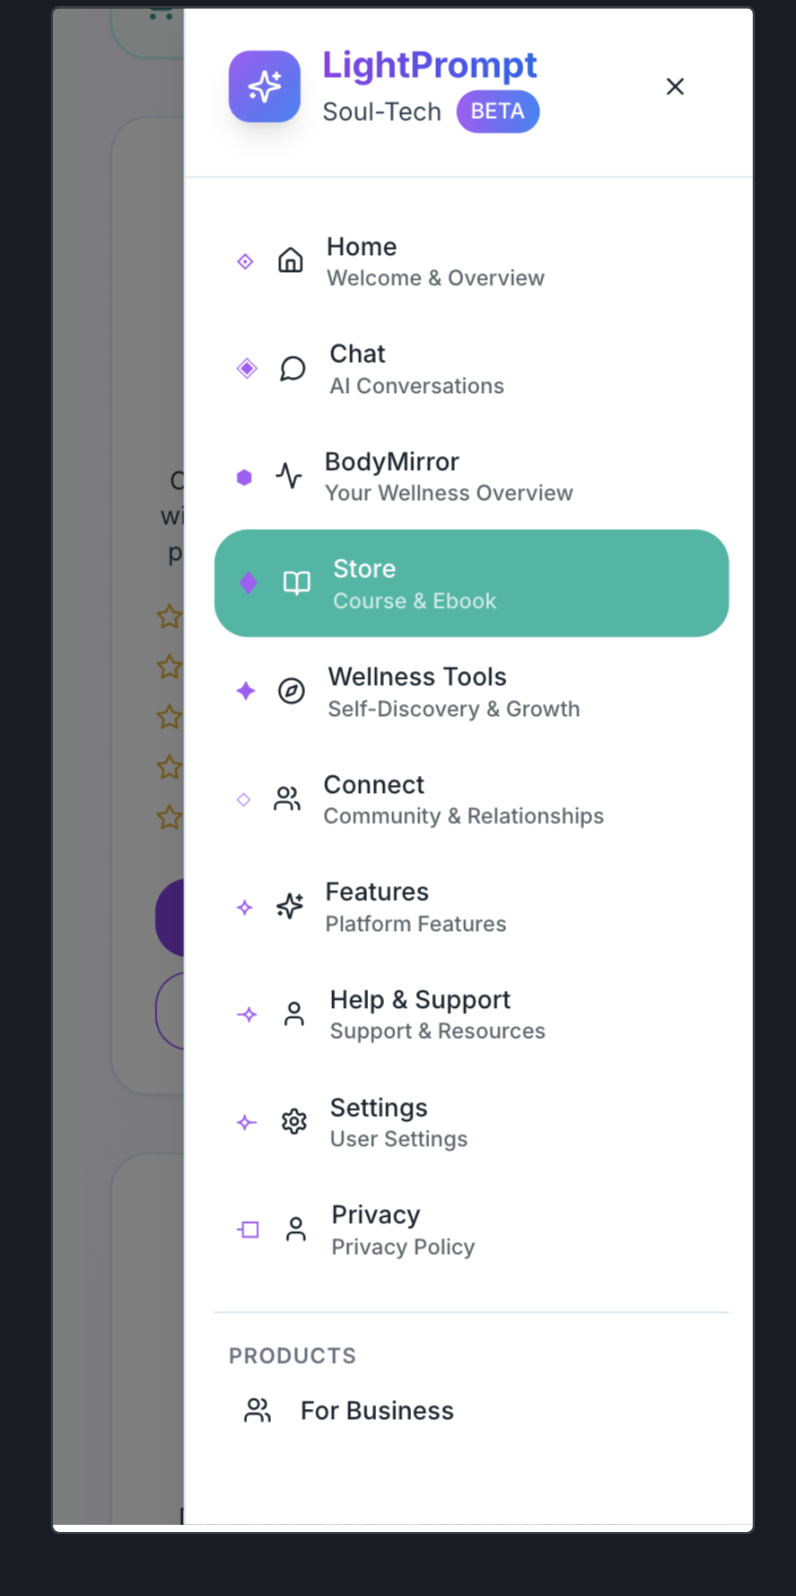 LightPrompt
Soul-Tech BETA
Home
Welcome & Overview
Chat
AI Conversations
BodyMirror
Your Wellness Overview
Store
Course & Ebook
Wellness Tools
Self-Discovery & Growth
Connect
Community & Relationships
Features
Platform Features
Help & Support
Support & Resources
Settings
User Settings
Privacy
Privacy Policy
PRODUCTS
For Business